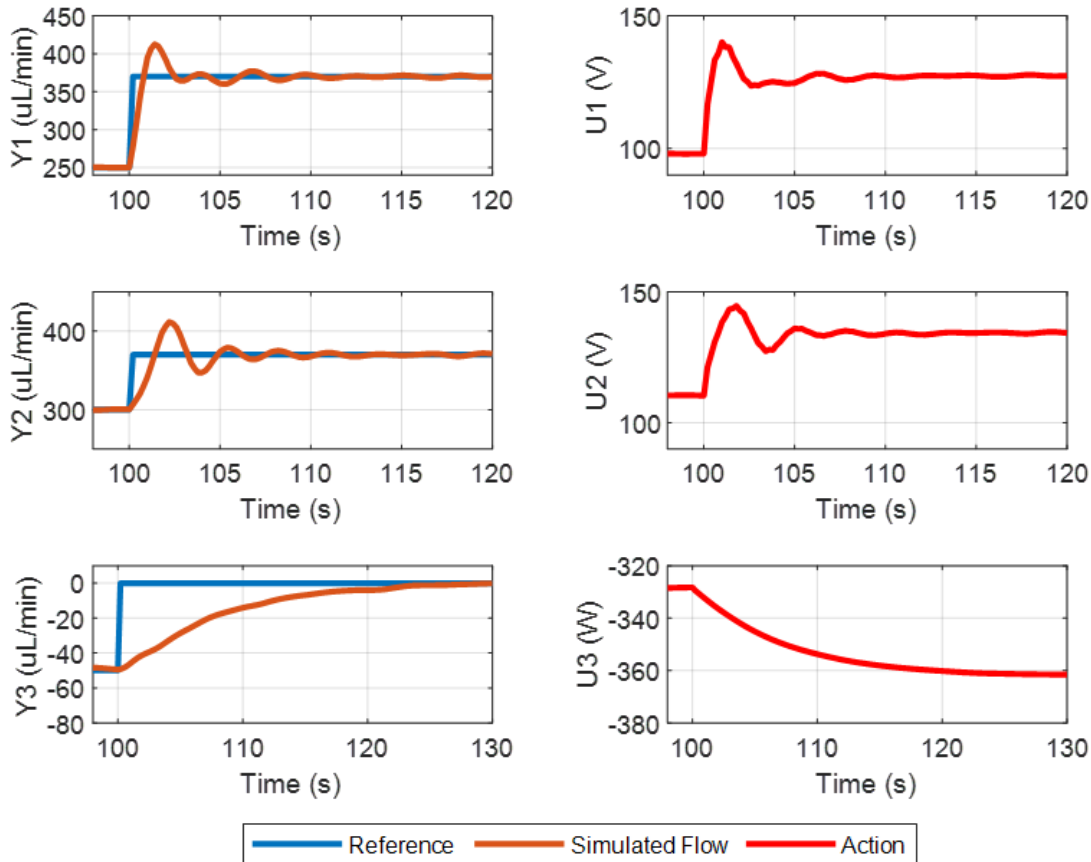 450
400
350
300
250
Y1 (uL/min)
100 105 110 115 120
Time (s)
150
100
U1 (V)
100 105 110 115 120
Time (s)
400
300
Y2 (uL/min)
100 105 110 115 120
Time (s)
150
100
U2 (V)
100 105 110 115 120
Time (s)
0
-20
-40
-60
-80
Y3 (uL/min)
100 110 120 130
Time (s)
-320
-340
-360
-380
U3 (W)
100 110 120 130
Time (s)
Reference Simulated Flow Action